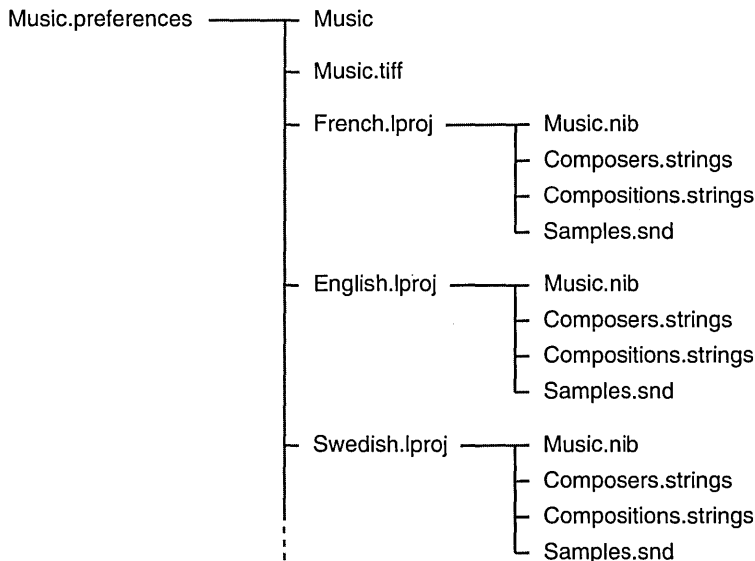 Music.preferences Music
Music.tiff
French.lproj Music.nib
Composers.strings
Compositions.strings
Samples.snd
English.lproj Music.nib
Composers.strings
Compositions.strings
Samples.snd
Swedish.lproj Music.nib
Composers.strings
Compositions.strings
Samples.snd